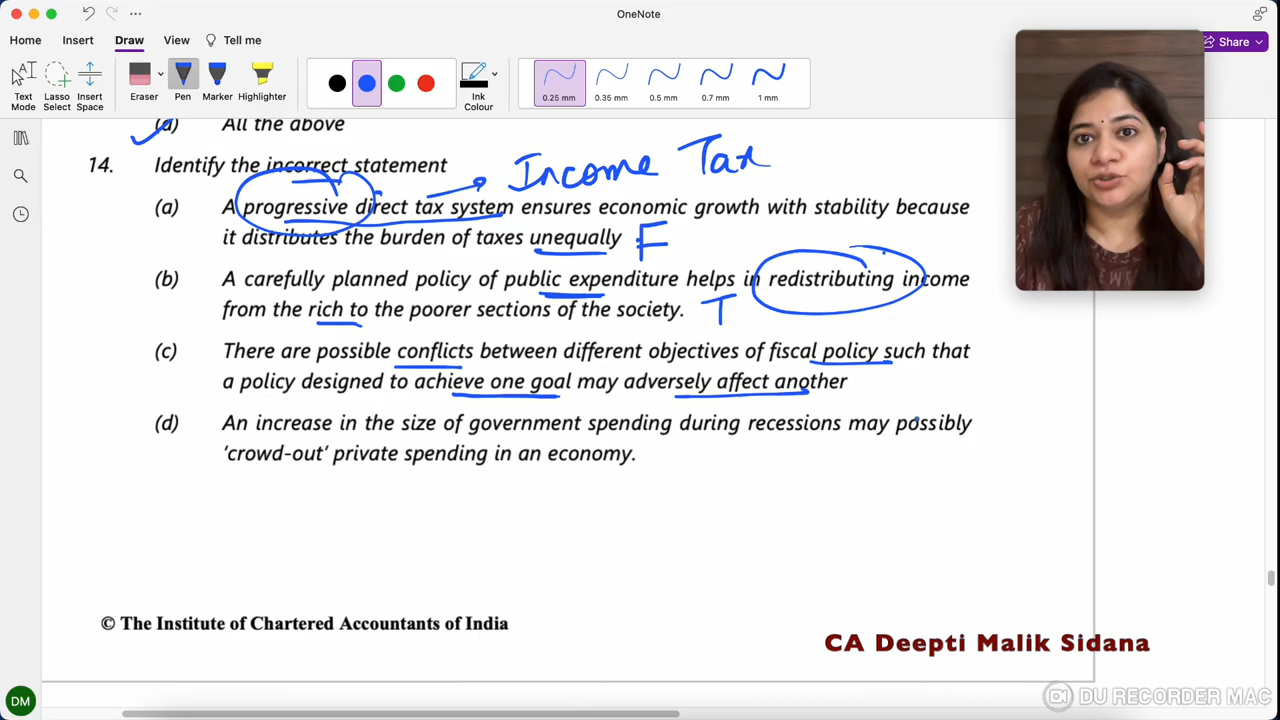 OneNote
Home Insert Draw View Tell me
Share
Text Mode
Lasso Select
Insert Space
Eraser
Pen
Marker
Highlighter
Ink Colour
0.25 mm 0.35 mm 0.5 mm 0.7 mm 1 mm
(d) All the above
14. Identify the incorrect statement
Income Tax
(a) A progressive direct tax system ensures economic growth with stability because
it distributes the burden of taxes unequally F
(b) A carefully planned policy of public expenditure helps in redistributing income
from the rich to the poorer sections of the society. T
(c) There are possible conflicts between different objectives of fiscal policy such that
a policy designed to achieve one goal may adversely affect another
(d) An increase in the size of government spending during recessions may possibly
‘crowd-out’ private spending in an economy.
© The Institute of Chartered Accountants of India
CA Deepti Malik Sidana
DM
DU RECORDER MAC